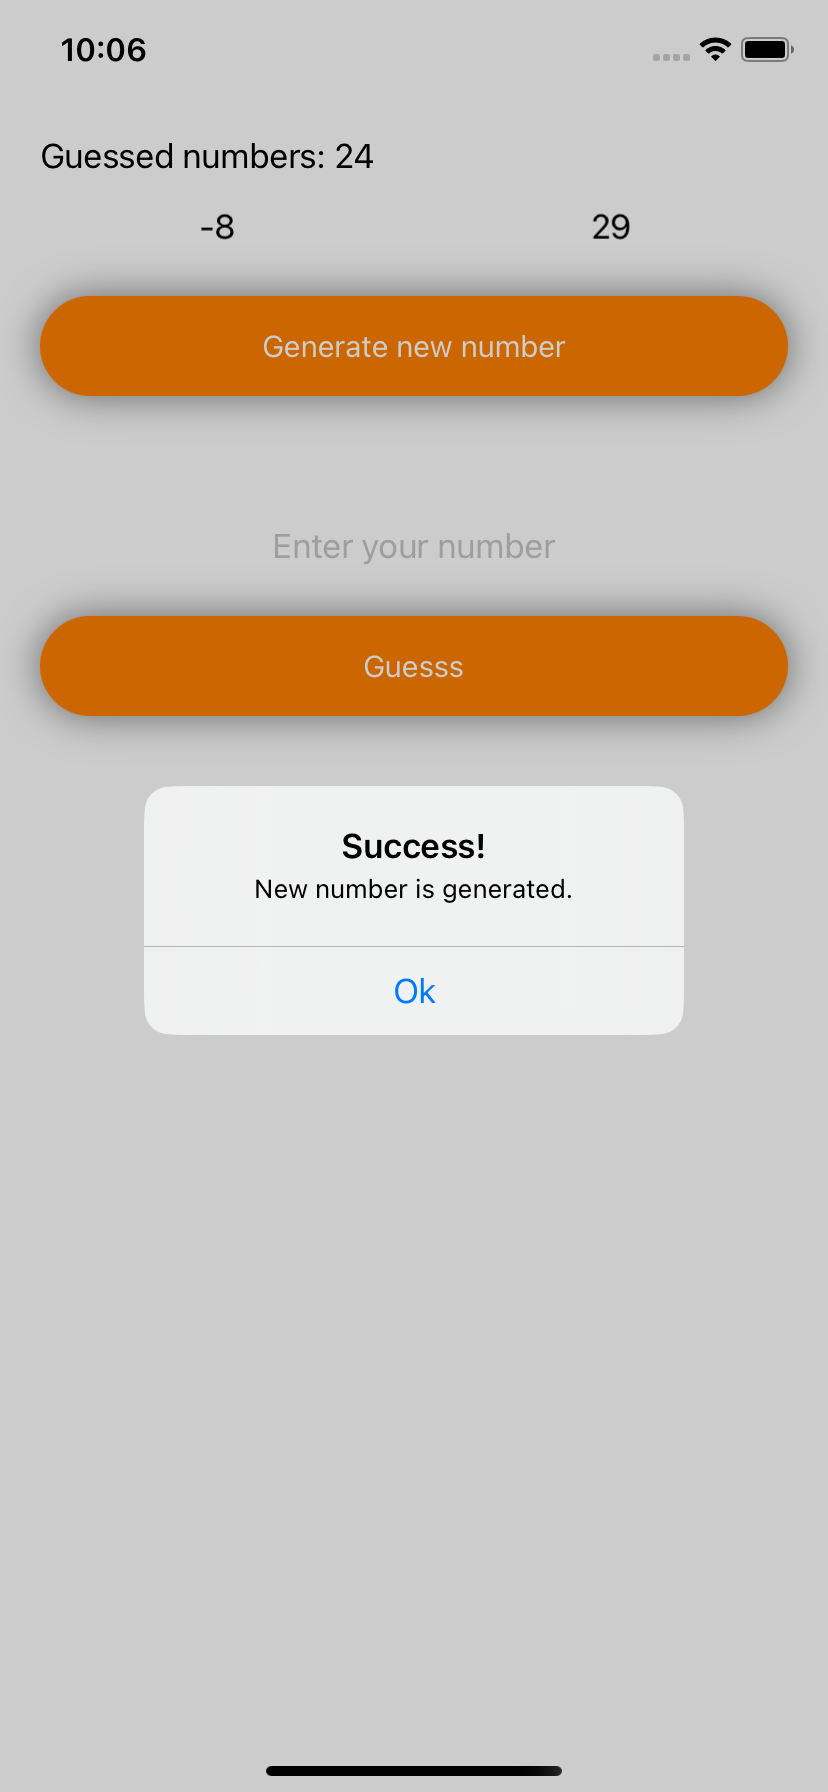 10:06
Guessed numbers: 24
-8 29
Generate new number
Enter your number
Guesss
Success!
New number is generated.
Ok